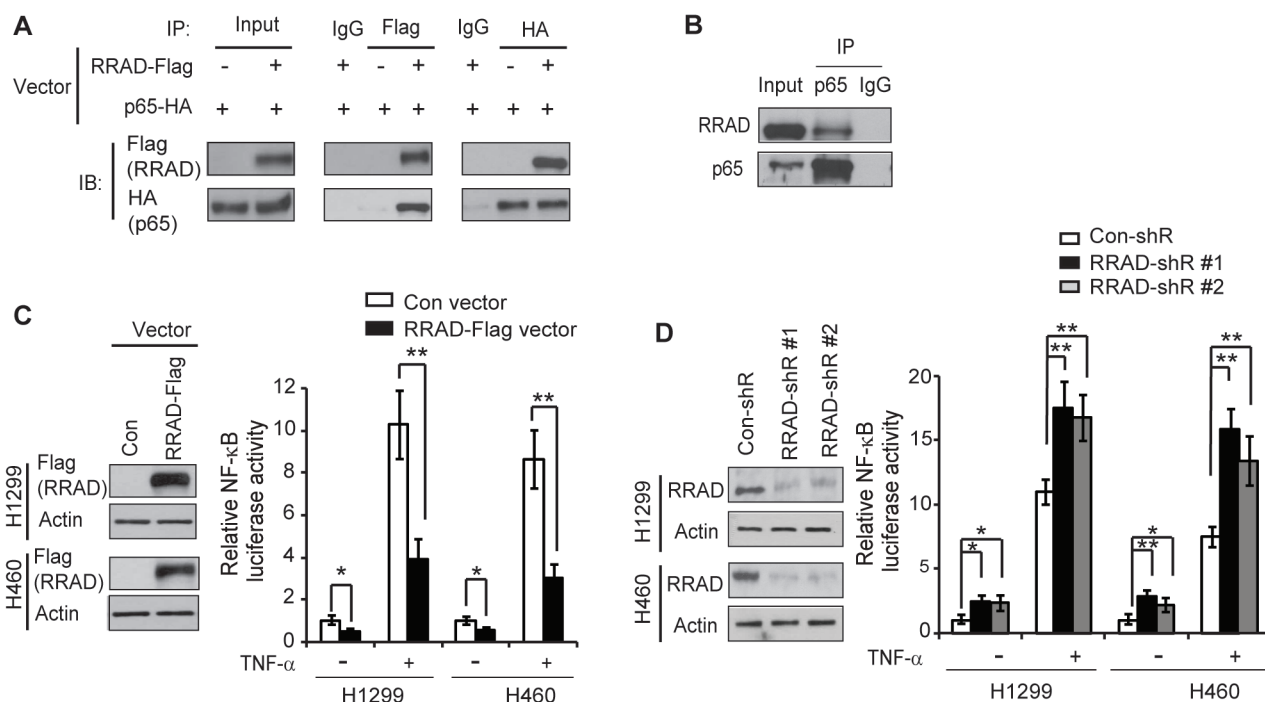 A
IP: Input IgG Flag IgG HA
Vector
RRAD-Flag - + + - + + - +
p65-HA + + + + + + + +
IB:
Flag
(RRAD)
HA
(p65)
B
IP
Input p65 IgG
RRAD
p65
C
Vector
Con
RRAD-Flag
H1299
Flag
(RRAD)
Actin
H460
Flag
(RRAD)
Actin
Con vector
RRAD-Flag vector
Relative NF-κB
luciferase activity
12
10
8
6
4
2
0
* ** * **
TNF-α - + - +
H1299 H460
D
Con-shR
RRAD-shR #1
RRAD-shR #2
H1299
RRAD
Actin
H460
RRAD
Actin
Con-shR
RRAD-shR #1
RRAD-shR #2
Relative NF-κB
luciferase activity
20
15
10
5
0
* ** * **
* ** ** **
TNF-α - + - +
H1299 H460